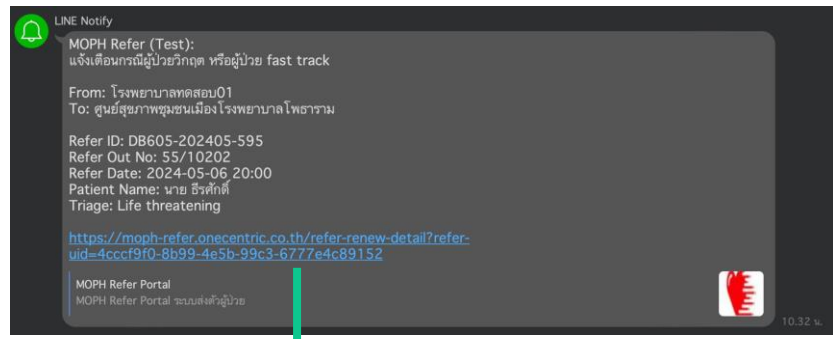 LINE Notify
MOPH Refer (Test):
แจ้งเตือนกรณีผู้ป่วยวิกฤต หรือผู้ป่วย fast track
From: โรงพยาบาลทดสอบ01
To: ศูนย์สุขภาพชุมชนเมืองโรงพยาบาลโพธาราม
Refer ID: DB605-202405-595
Refer Out No: 55/10202
Refer Date: 2024-05-06 20:00
Patient Name: นาย ธีรศักดิ์
Triage: Life threatening
https://moph-refer.onecentric.co.th/refer-renew-detail?refer-
uid=4cccf9f0-8b99-4e5b-99c3-6777e4c89152
MOPH Refer Portal
MOPH Refer Portal ระบบส่งตัวผู้ป่วย
10.32 น.